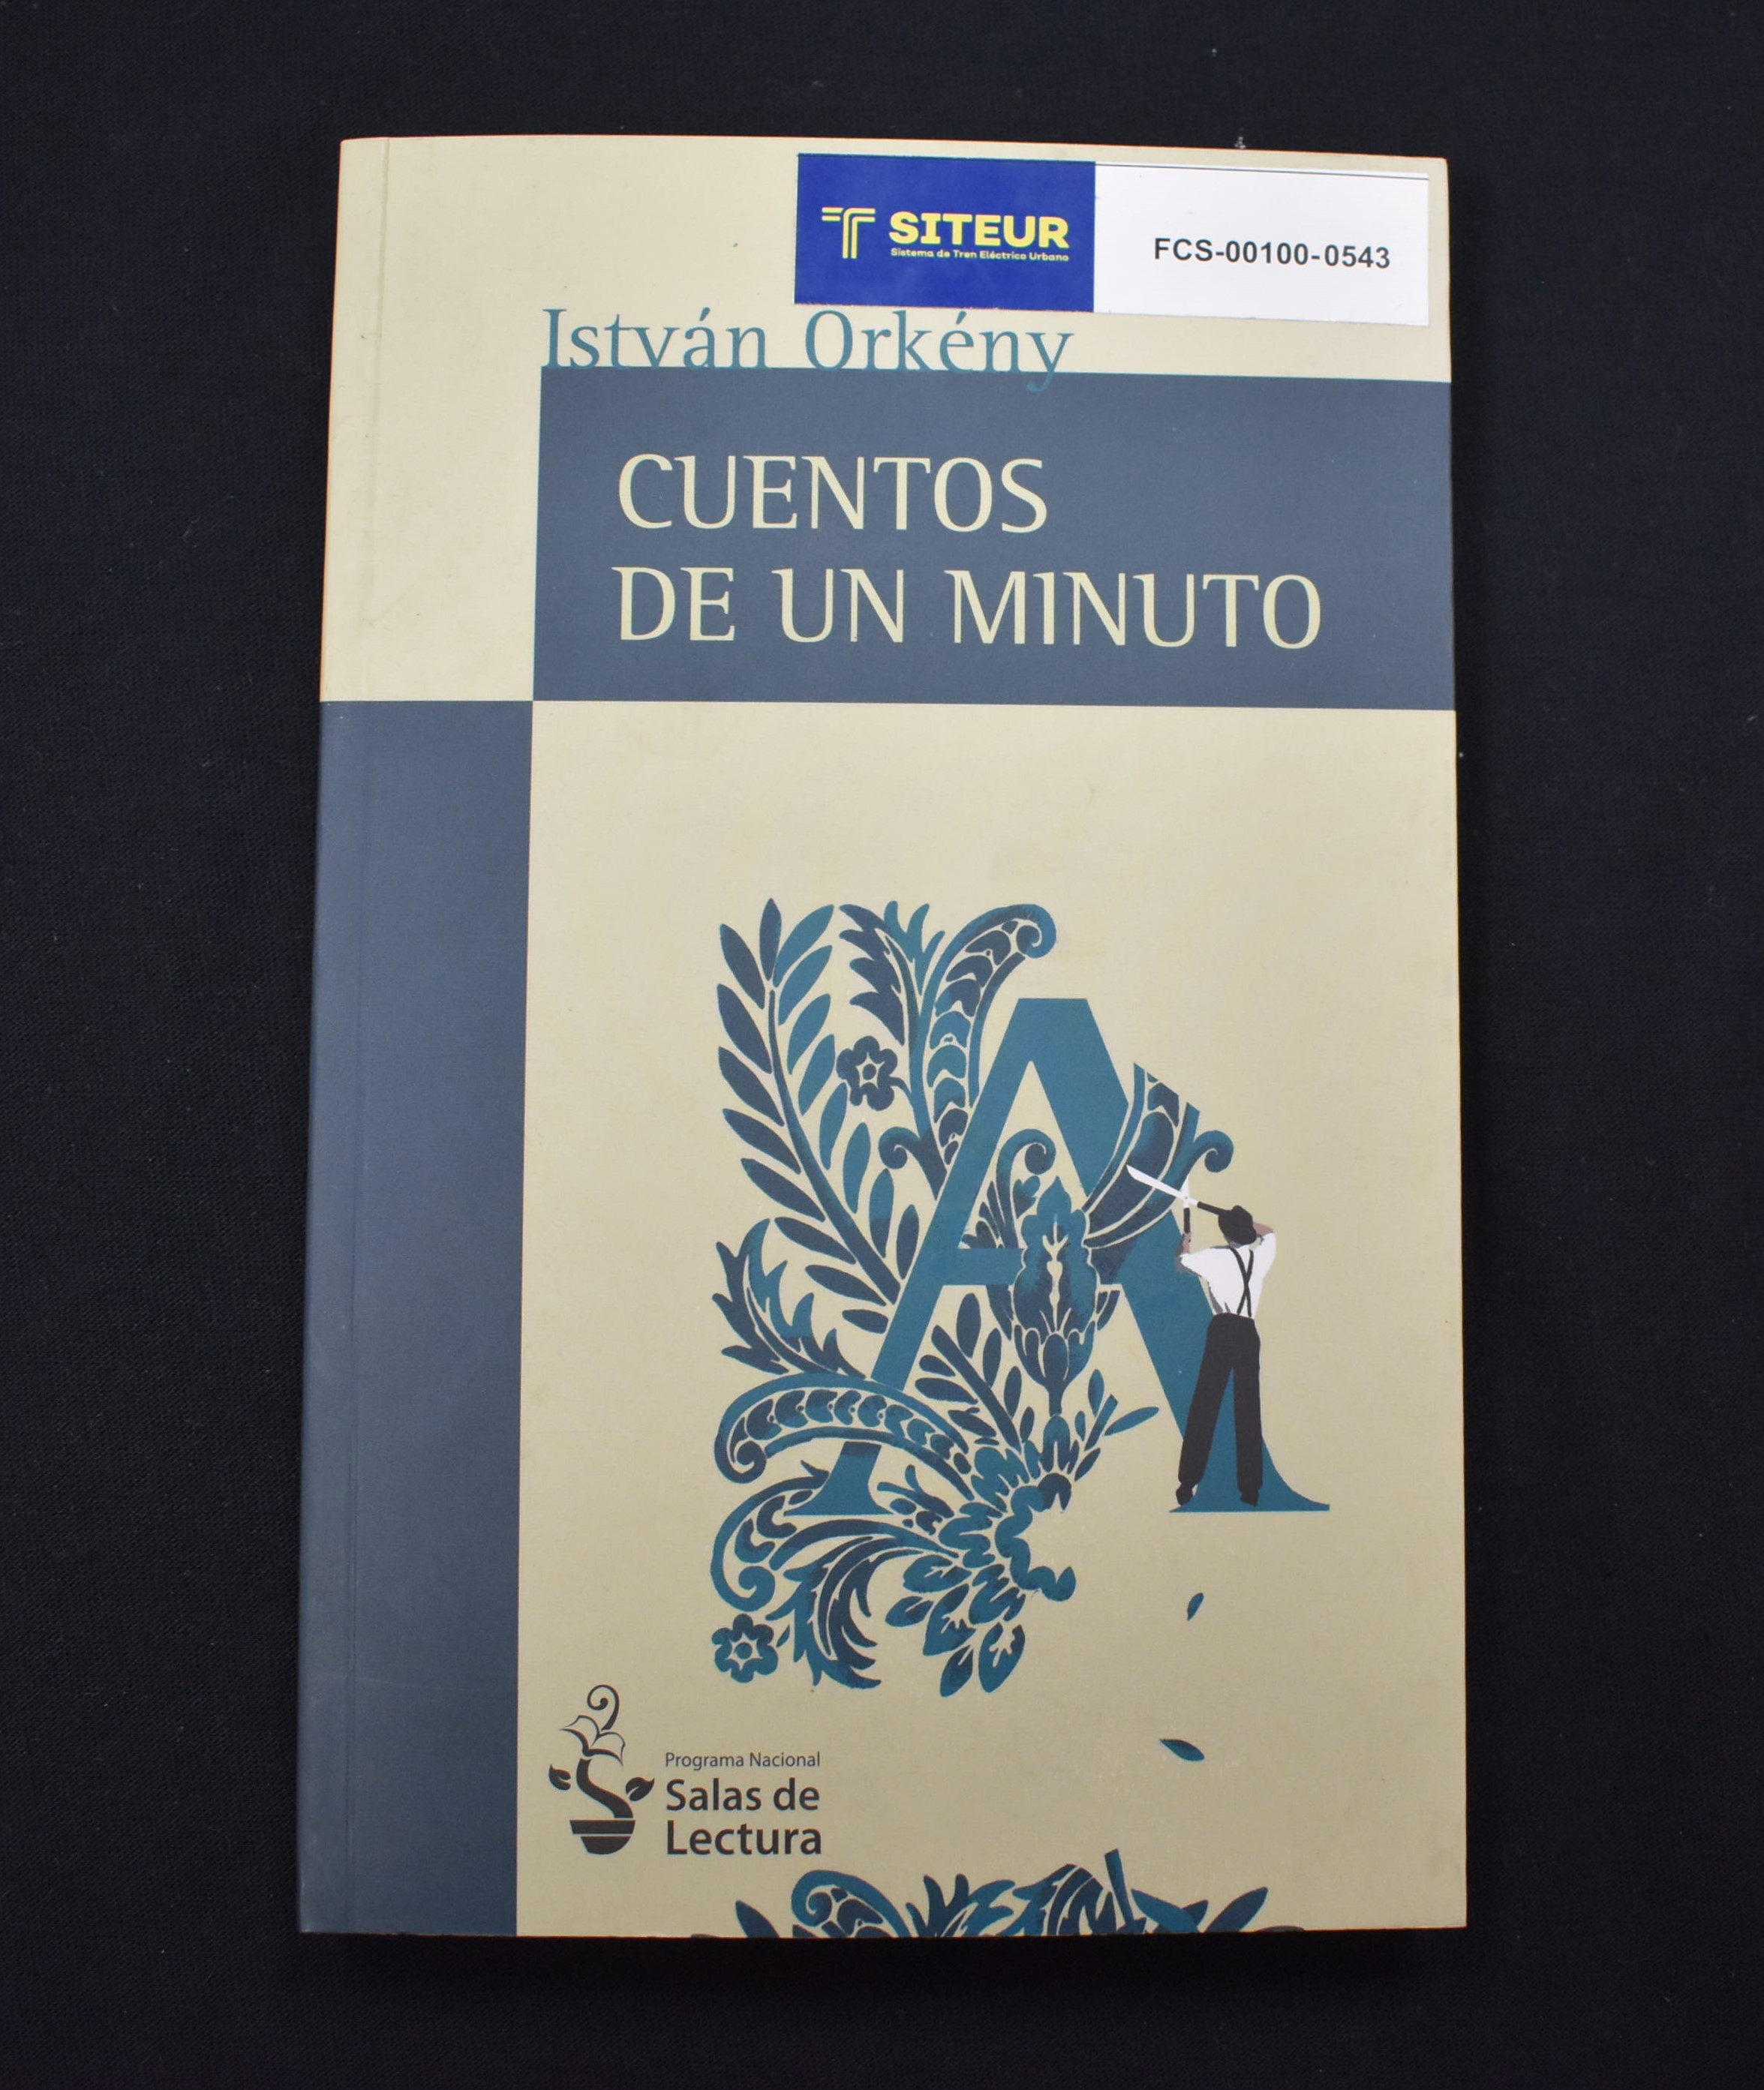 SITEUR
Sistema de Tren Eléctrico Urbano
FCS-00100-0543
István Orkény
CUENTOS
DE UN MINUTO
A
Programa Nacional
Salas de
Lectura